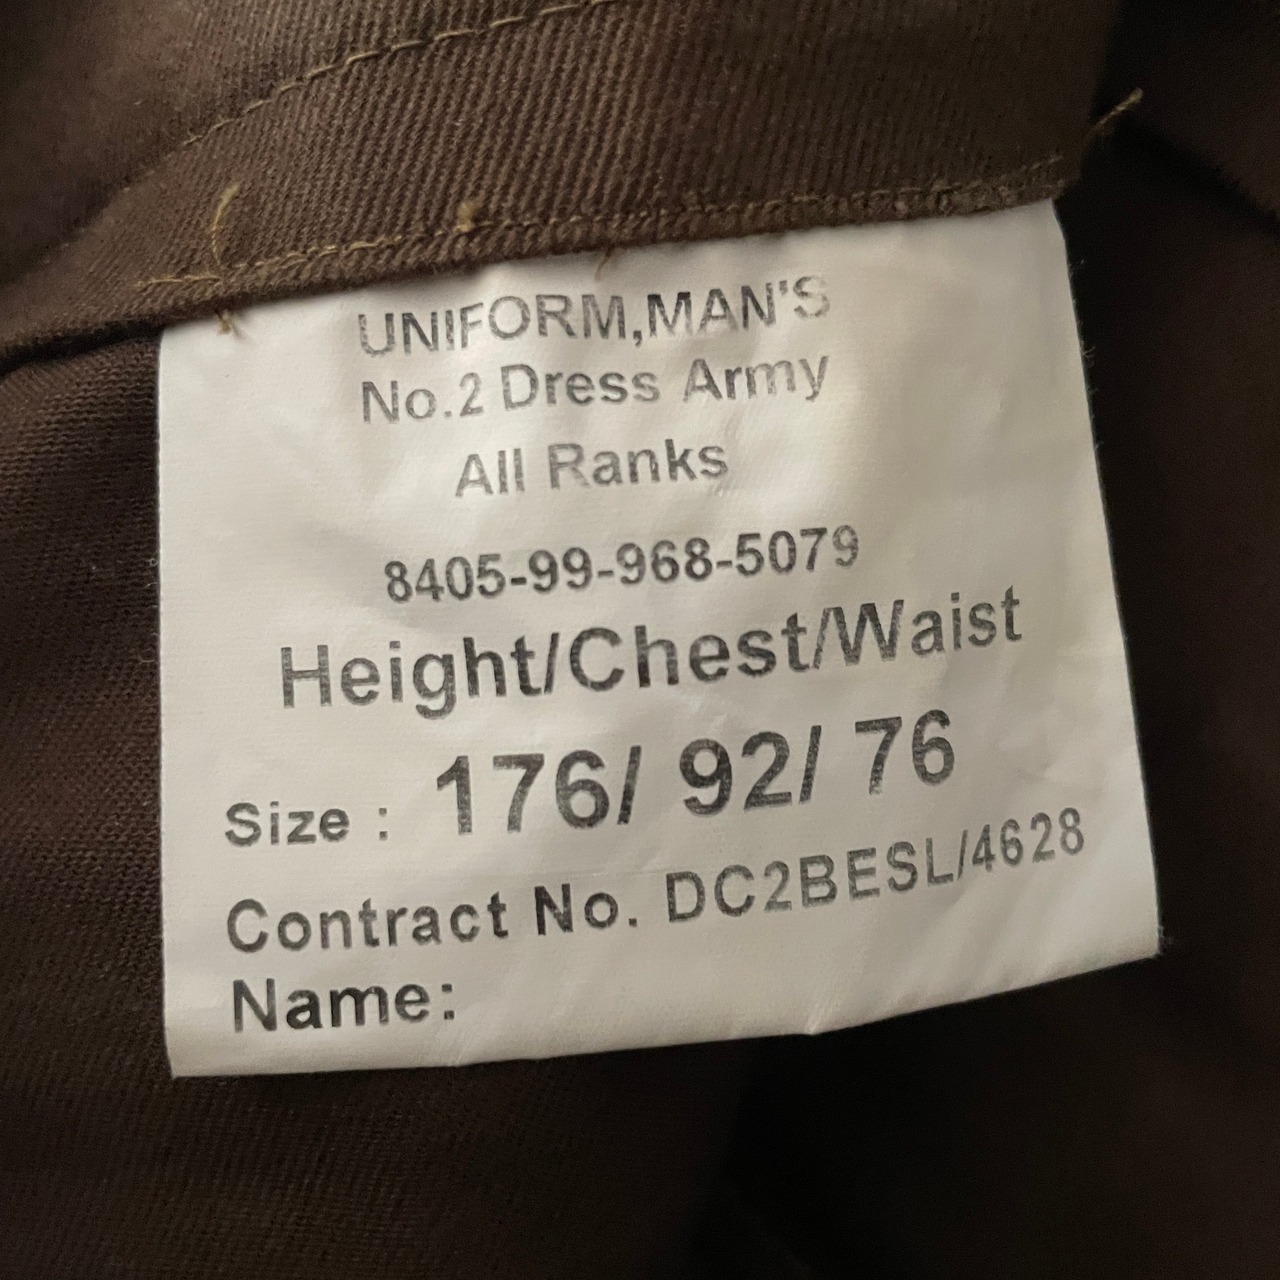 UNIFORM,MAN'S
No.2 Dress Army
All Ranks
8405-99-968-5079
Height/Chest/Waist
Size : 176/ 92/ 76
Contract No. DC2BESL/4628
Name: